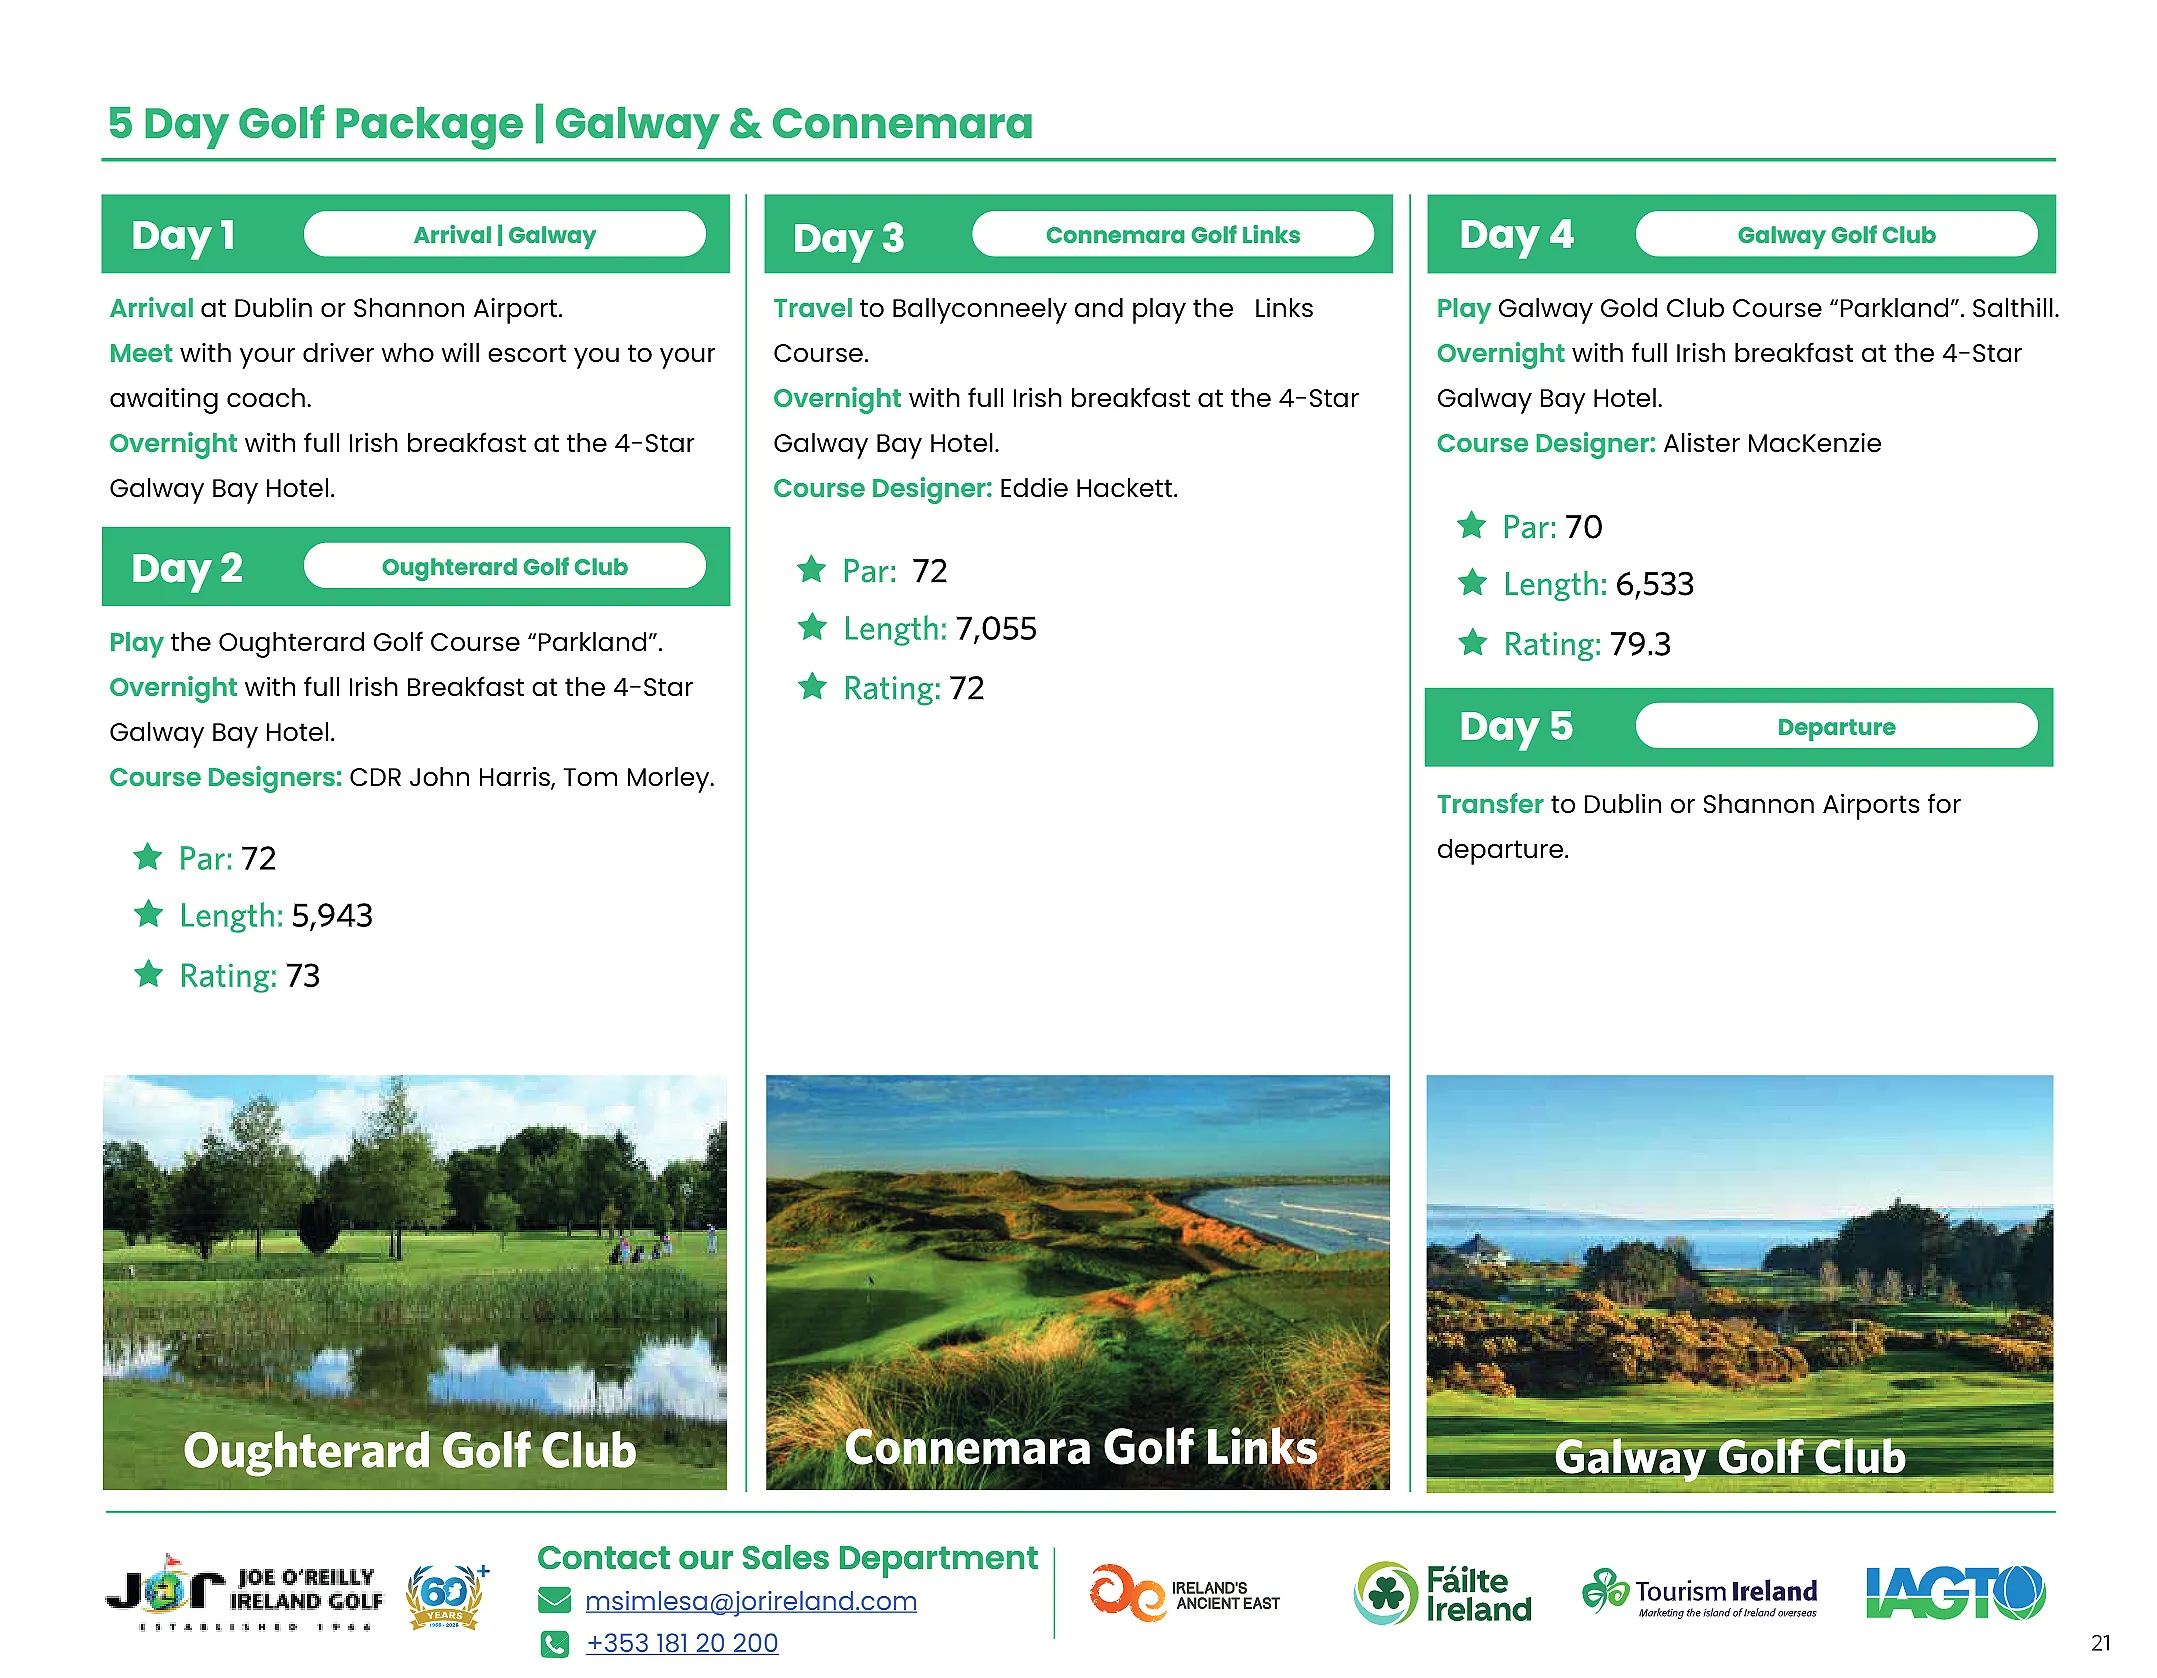 5 Day Golf Package | Galway & Connemara
Day 1
Arrival | Galway
Arrival at Dublin or Shannon Airport.
Meet with your driver who will escort you to your
awaiting coach.
Overnight with full Irish breakfast at the 4-Star
Galway Bay Hotel.
Day 2
Oughterard Golf Club
Play the Oughterard Golf Course “Parkland”.
Overnight with full Irish Breakfast at the 4-Star
Galway Bay Hotel.
Course Designers: CDR John Harris, Tom Morley.
Par: 72
Length: 5,943
Rating: 73
Oughterard Golf Club
Day 3
Connemara Golf Links
Travel to Ballyconneely and play the Links
Course.
Overnight with full Irish breakfast at the 4-Star
Galway Bay Hotel.
Course Designer: Eddie Hackett.
Par: 72
Length: 7,055
Rating: 72
Connemara Golf Links
Day 4
Galway Golf Club
Play Galway Gold Club Course “Parkland”. Salthill.
Overnight with full Irish breakfast at the 4-Star
Galway Bay Hotel.
Course Designer: Alister MacKenzie
Par: 70
Length: 6,533
Rating: 79.3
Day 5
Departure
Transfer to Dublin or Shannon Airports for
departure.
Galway Golf Club
Jor JOE O’REILLY
IRELAND GOLF
ESTABLISHED 1966
60+
YEARS
Contact our Sales Department
msimlesa@jorireland.com
+353 181 20 200
IRELAND’S
ANCIENT EAST
Fáilte
Ireland
Tourism Ireland
Marketing the island of Ireland overseas
IAGTO
21